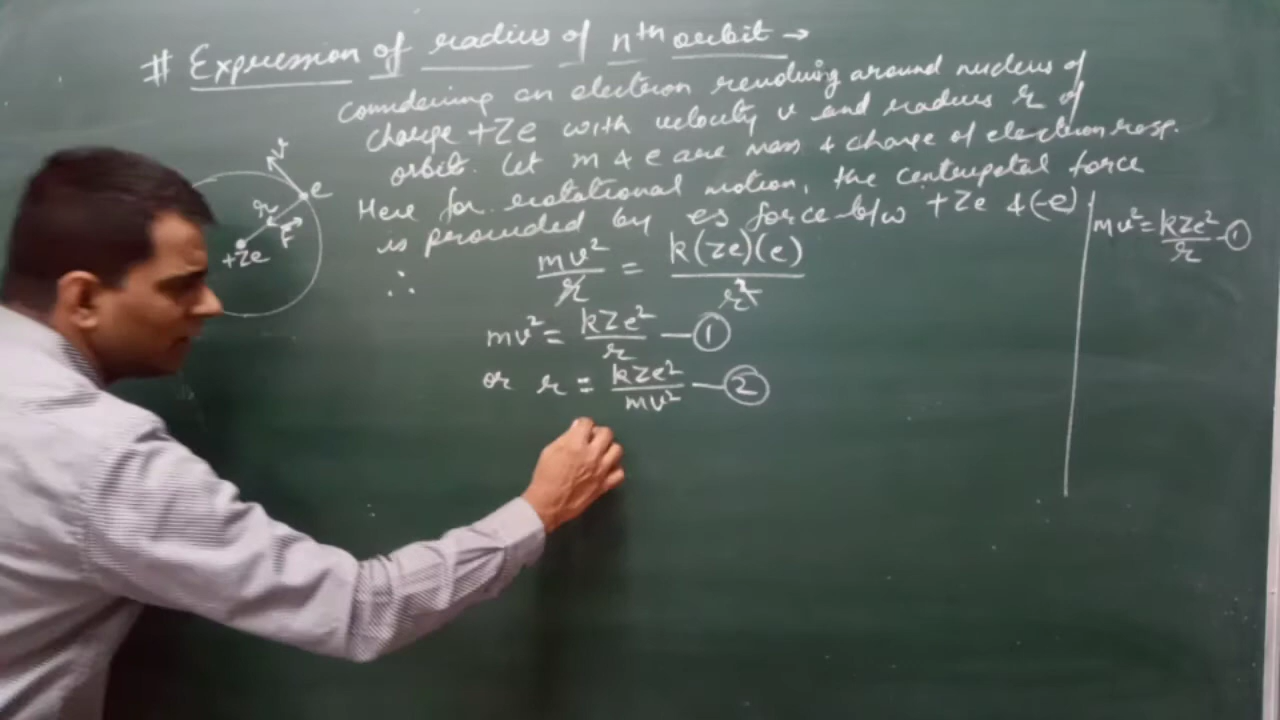 # Expression of radius of nth orbit →
Considering an electron revolving around nucleus of
charge +Ze with velocity v and radius r of
orbit. Let m & e are mass & charge of electron resp.
Here for rotational motion, the centripetal force
is provided by es force b/w +Ze & (-e)
∴ mv²/r = k(Ze)(e)/r²
mv² = kZe²/r — ①
or r = kZe²/mv² — ②
v
e
r
F
+Ze
mv² = kZe²/r — ①